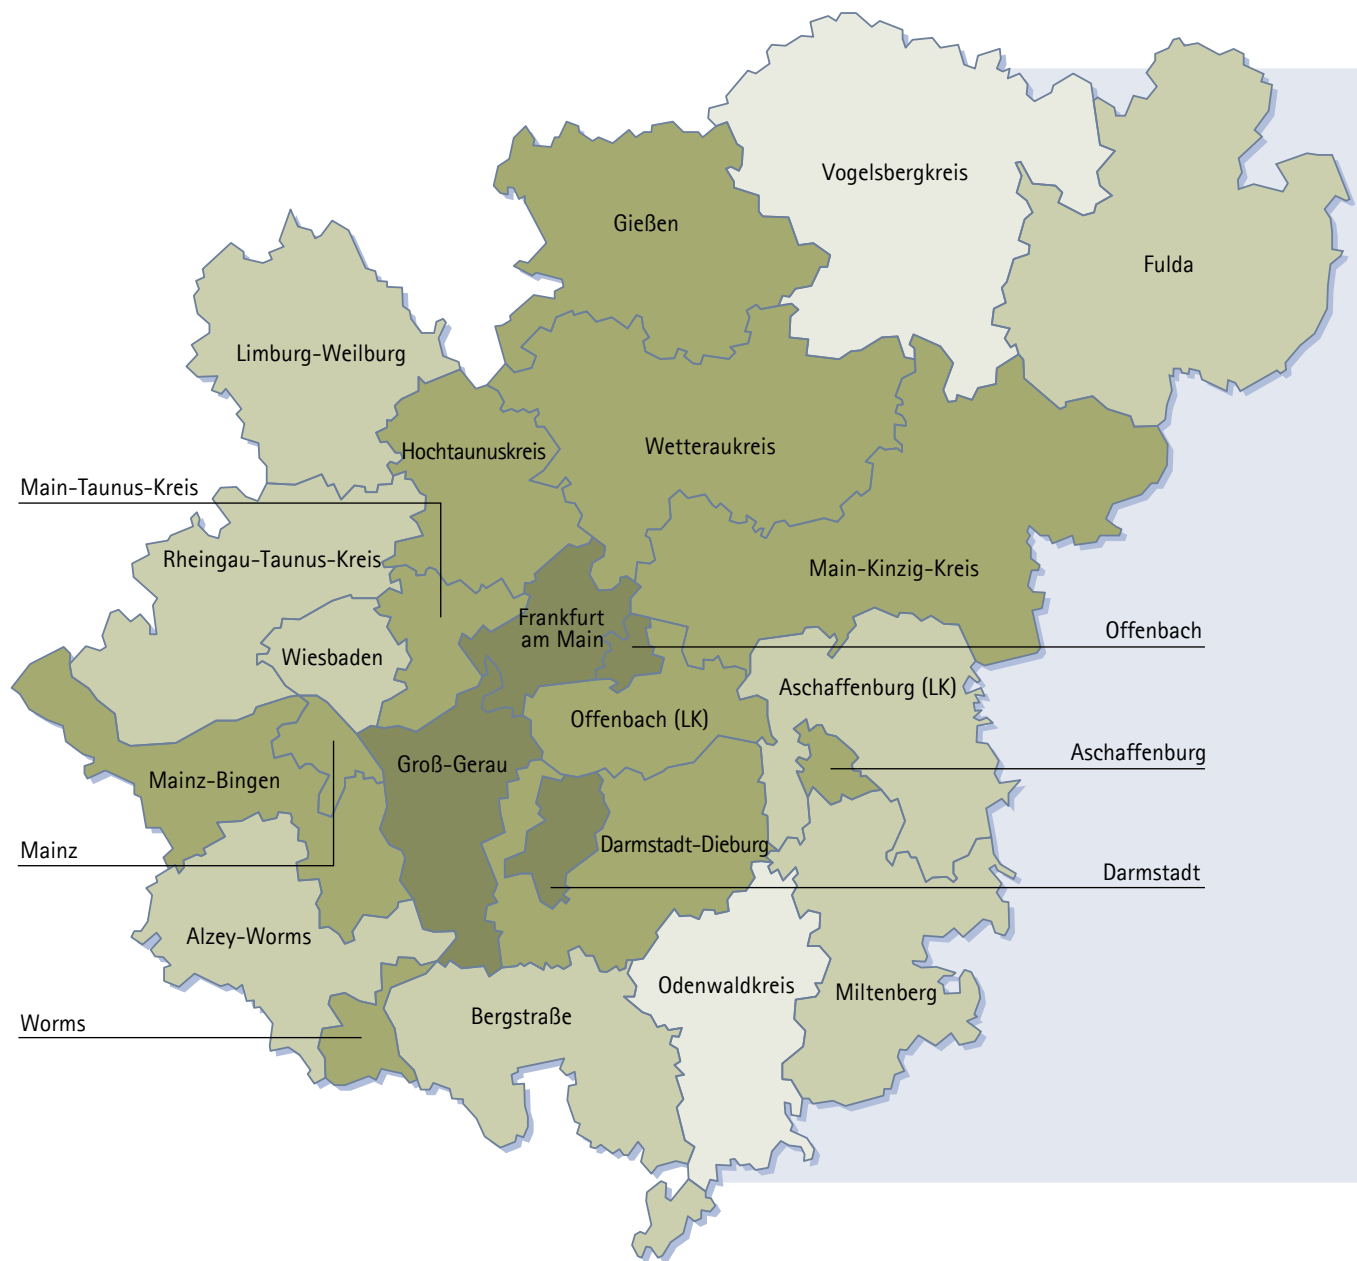 Vogelsbergkreis
Gießen
Fulda
Limburg-Weilburg
Hochtaunuskreis
Wetteraukreis
Main-Taunus-Kreis
Rheingau-Taunus-Kreis
Main-Kinzig-Kreis
Frankfurt
am Main
Offenbach
Wiesbaden
Aschaffenburg (LK)
Offenbach (LK)
Aschaffenburg
Groß-Gerau
Mainz-Bingen
Mainz
Darmstadt-Dieburg
Darmstadt
Alzey-Worms
Odenwaldkreis
Miltenberg
Bergstraße
Worms